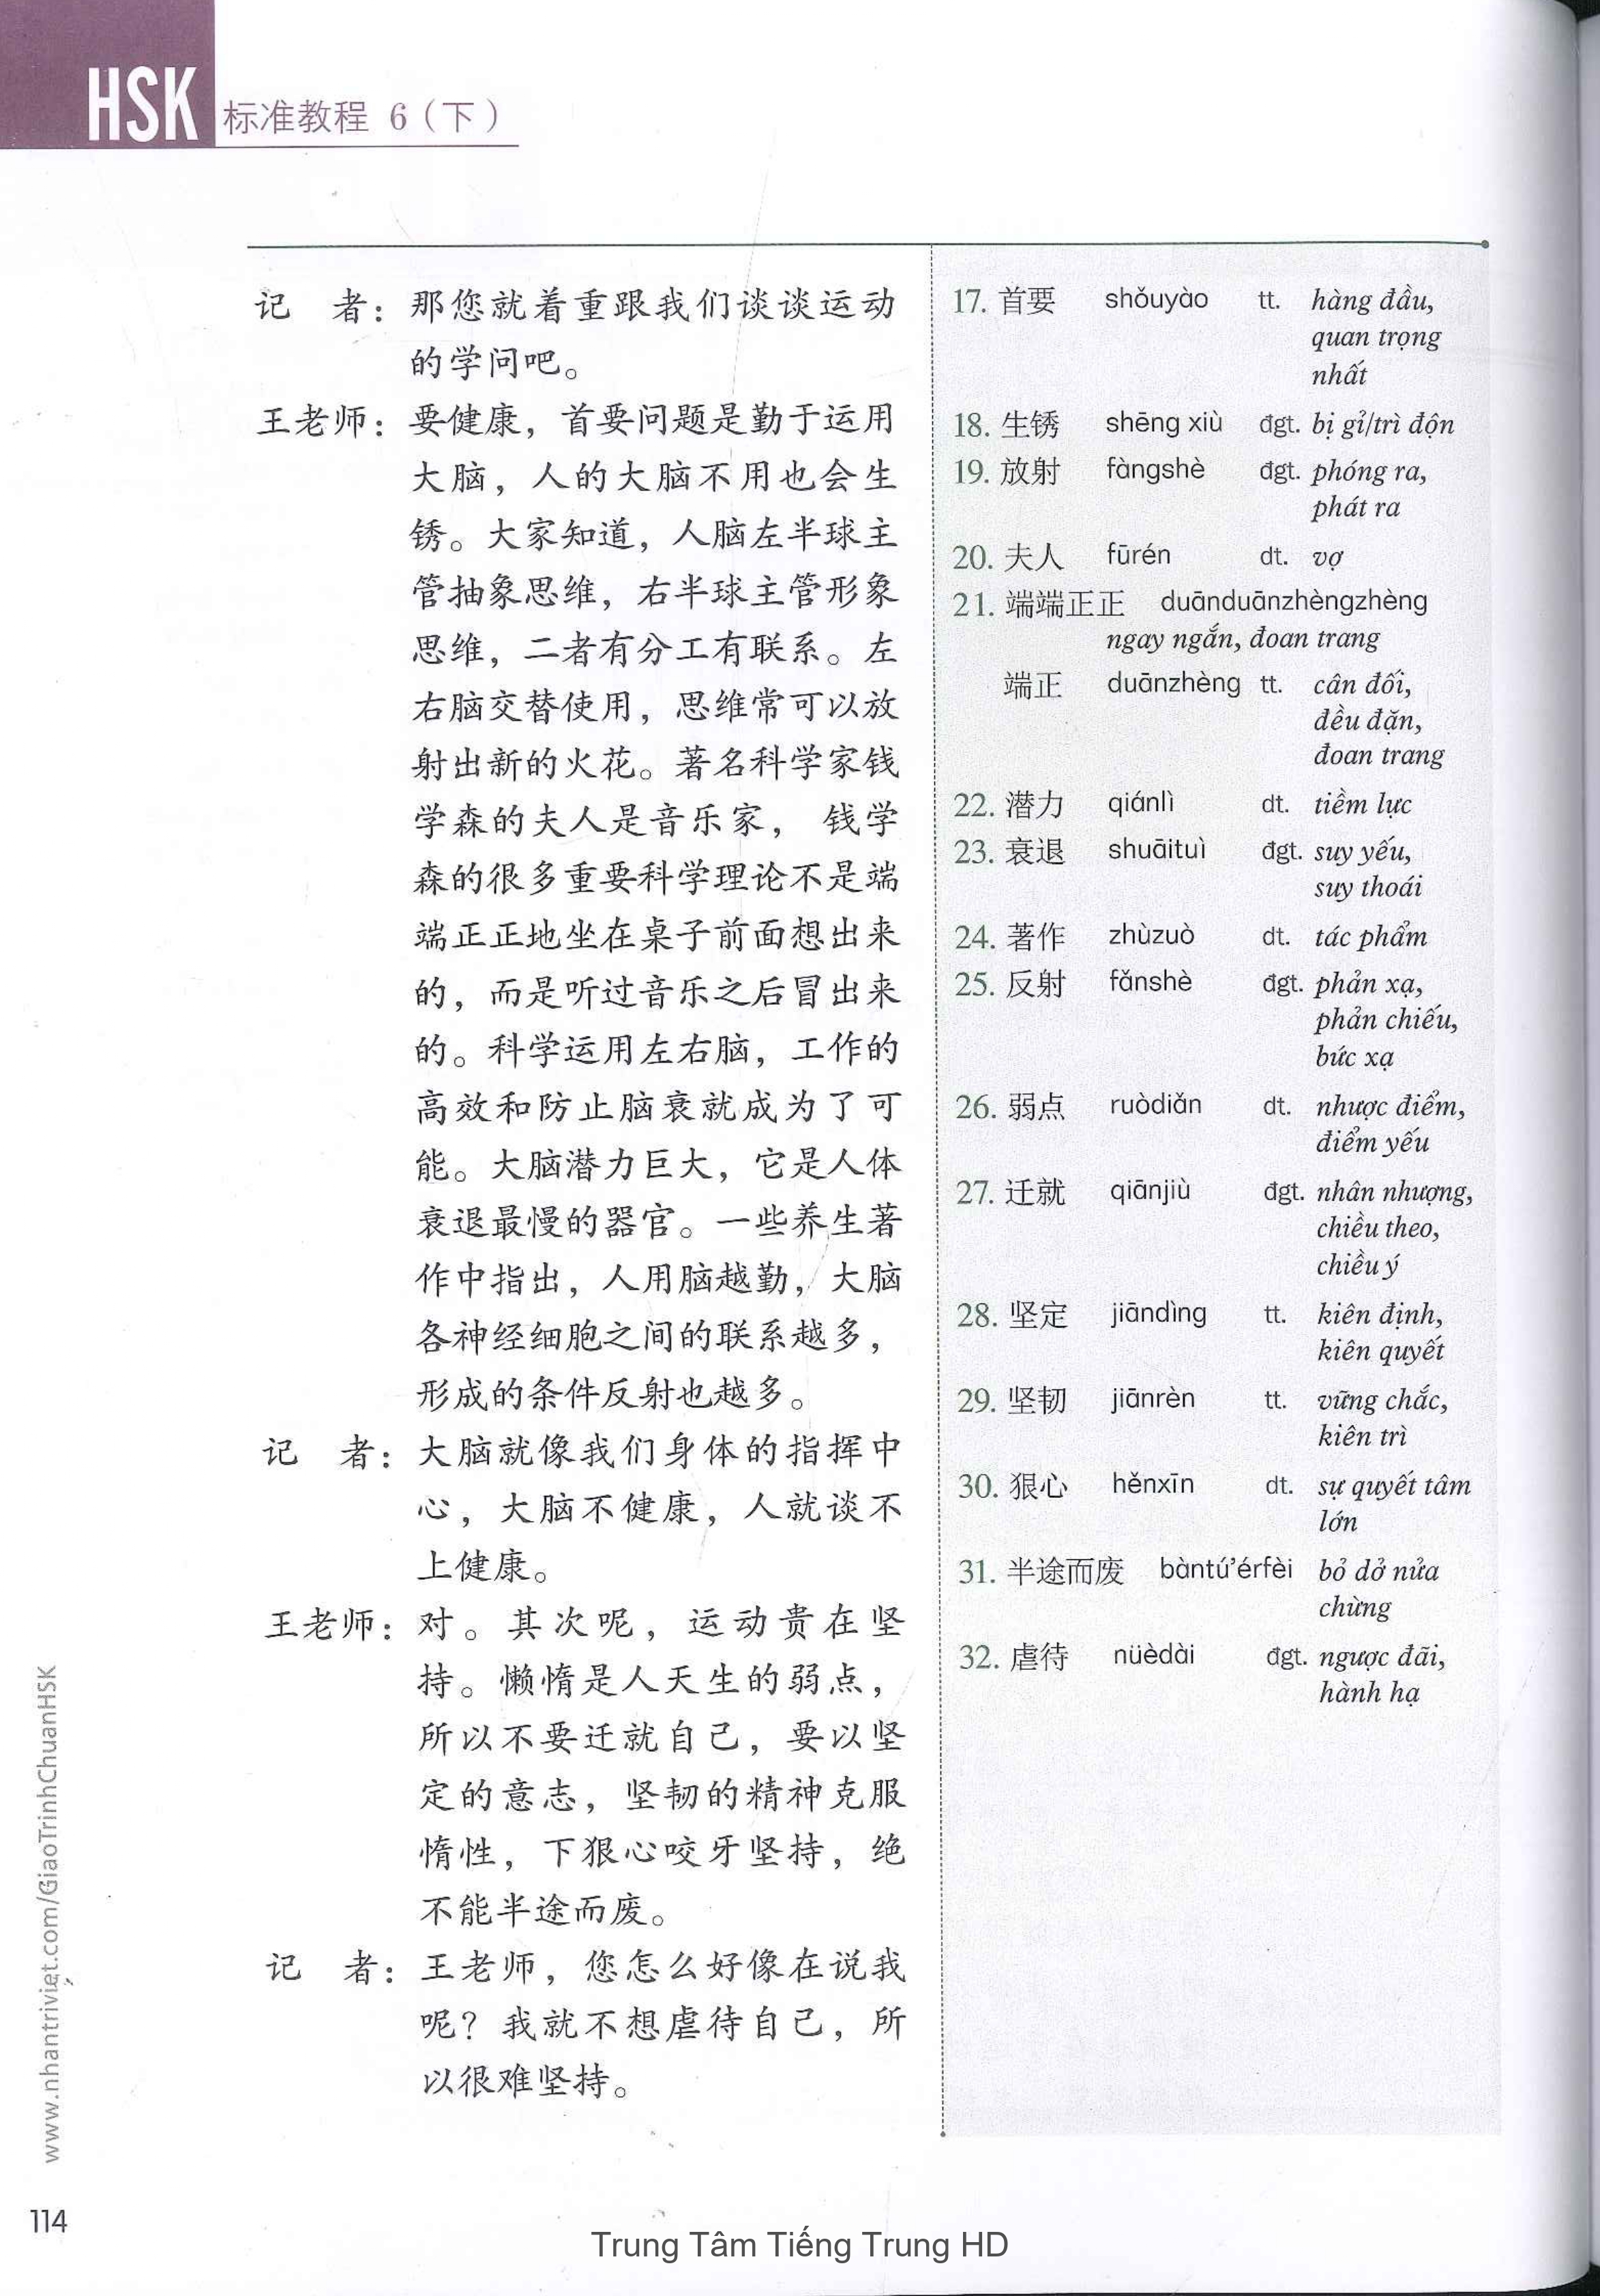 HSK 标准教程 6（下）
记 者：那您就着重跟我们谈谈运动
的学问吧。
王老师：要健康，首要问题是勤于运用
大脑，人的大脑不用也会生
锈。大家知道，人脑左半球主
管抽象思维，右半球主管形象
思维，二者有分工有联系。左
右脑交替使用，思维常可以放
射出新的火花。著名科学家钱
学森的夫人是音乐家， 钱学
森的很多重要科学理论不是端
端正正地坐在桌子前面想出来
的，而是听过音乐之后冒出来
的。科学运用左右脑，工作的
高效和防止脑衰就成为了可
能。大脑潜力巨大，它是人体
衰退最慢的器官。一些养生著
作中指出，人用脑越勤，大脑
各神经细胞之间的联系越多，
形成的条件反射也越多。
记 者：大脑就像我们身体的指挥中
心，大脑不健康，人就谈不
上健康。
王老师：对。其次呢，运动贵在坚
持。懒惰是人天生的弱点，
所以不要迁就自己，要以坚
定的意志，坚韧的精神克服
惰性，下狠心咬牙坚持，绝
不能半途而废。
记 者：王老师，您怎么好像在说我
呢？我就不想虐待自己，所
以很难坚持。
17. 首要 shǒuyào tt. hàng đầu,
quan trọng
nhất
18. 生锈 shēng xiù đgt. bị gỉ/trì độn
19. 放射 fàngshè đgt. phóng ra,
phát ra
20. 夫人 fūrén dt. vợ
21. 端端正正 duānduānzhèngzhèng
ngay ngắn, đoan trang
端正 duānzhèng tt. cân đối,
đều đặn,
đoan trang
22. 潜力 qiánlì dt. tiềm lực
23. 衰退 shuāituì đgt. suy yếu,
suy thoái
24. 著作 zhùzuò dt. tác phẩm
25. 反射 fǎnshè đgt. phản xạ,
phản chiếu,
bức xạ
26. 弱点 ruòdiǎn dt. nhược điểm,
điểm yếu
27. 迁就 qiānjiù đgt. nhân nhượng,
chiều theo,
chiều ý
28. 坚定 jiāndìng tt. kiên định,
kiên quyết
29. 坚韧 jiānrèn tt. vững chắc,
kiên trì
30. 狠心 hěnxīn dt. sự quyết tâm
lớn
31. 半途而废 bàntú'érfèi bỏ dở nửa
chừng
32. 虐待 nüèdài đgt. ngược đãi,
hành hạ
www.nhantriviet.com/GiaoTrinhChuanHSK
114
Trung Tâm Tiếng Trung HD